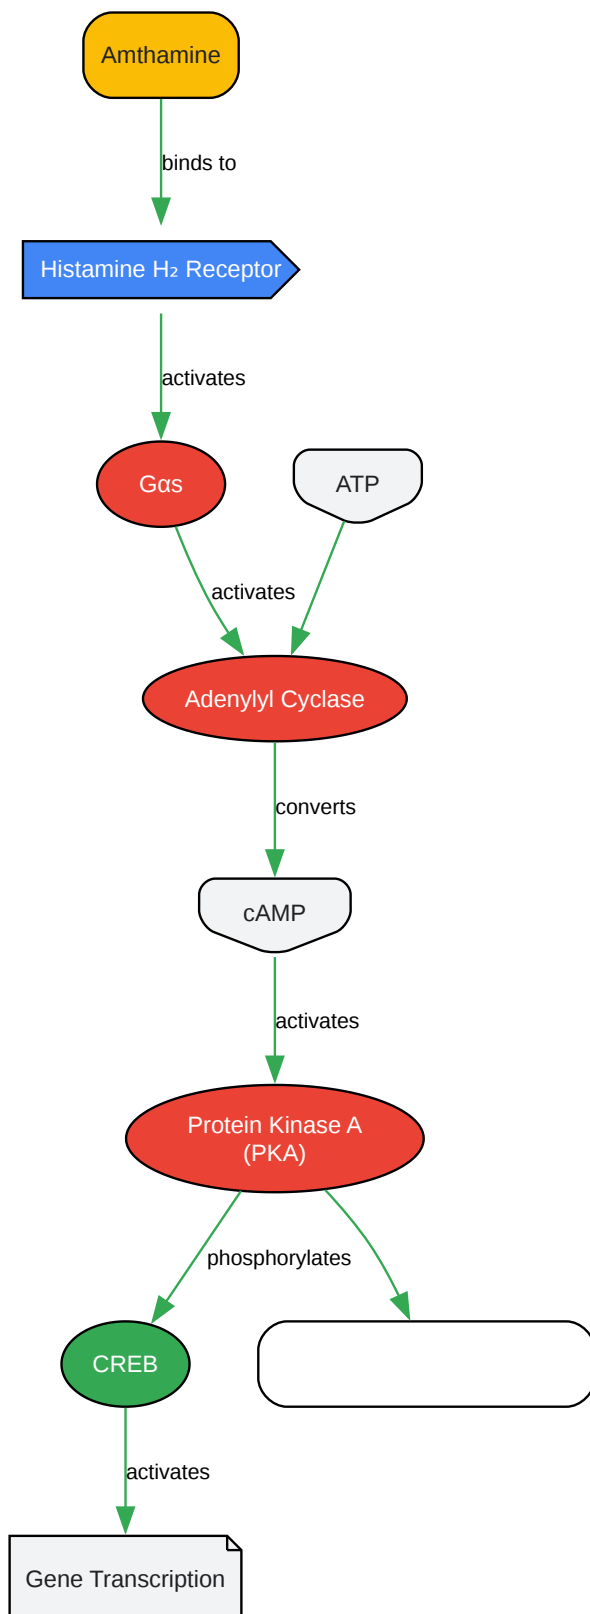 Amthamine
binds to
Histamine H₂ Receptor
activates
Gαs
ATP
activates
Adenylyl Cyclase
converts
cAMP
activates
Protein Kinase A
(PKA)
phosphorylates
CREB
activates
Gene Transcription